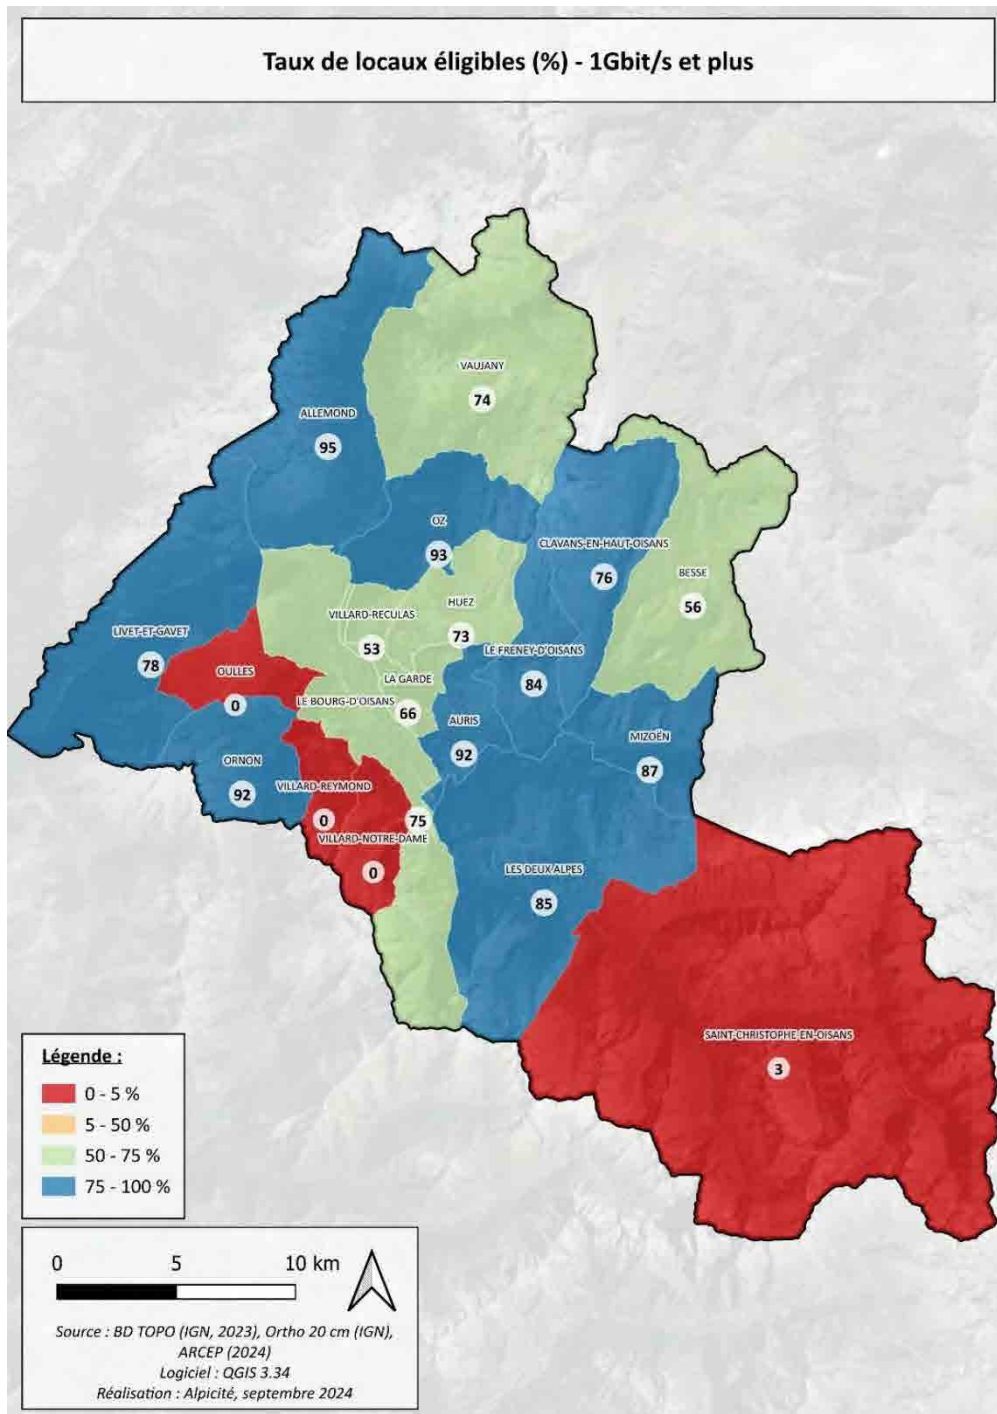 Taux de locaux éligibles (%) - 1Gbit/s et plus
VAUJANY
74
ALLEMOND
95
OZ
93
CLAVANS-EN-HAUT-OISANS
76
BESSE
56
HUEZ
73
VILLARD-RECULAS
53
LIVET-ET-GAVET
78
OULLES
0
LE FRENEY-D'OISANS
84
LA GARDE
66
LE BOURG-D'OISANS
75
AURIS
92
MIZOËN
87
ORNON
92
VILLARD-REYMOND
0
VILLARD-NOTRE-DAME
0
LES DEUX ALPES
85
SAINT-CHRISTOPHE-EN-OISANS
3
Légende :
0 - 5 %
5 - 50 %
50 - 75 %
75 - 100 %
0 5 10 km
Source : BD TOPO (IGN, 2023), Ortho 20 cm (IGN),
ARCEP (2024)
Logiciel : QGIS 3.34
Réalisation : Alpicité, septembre 2024